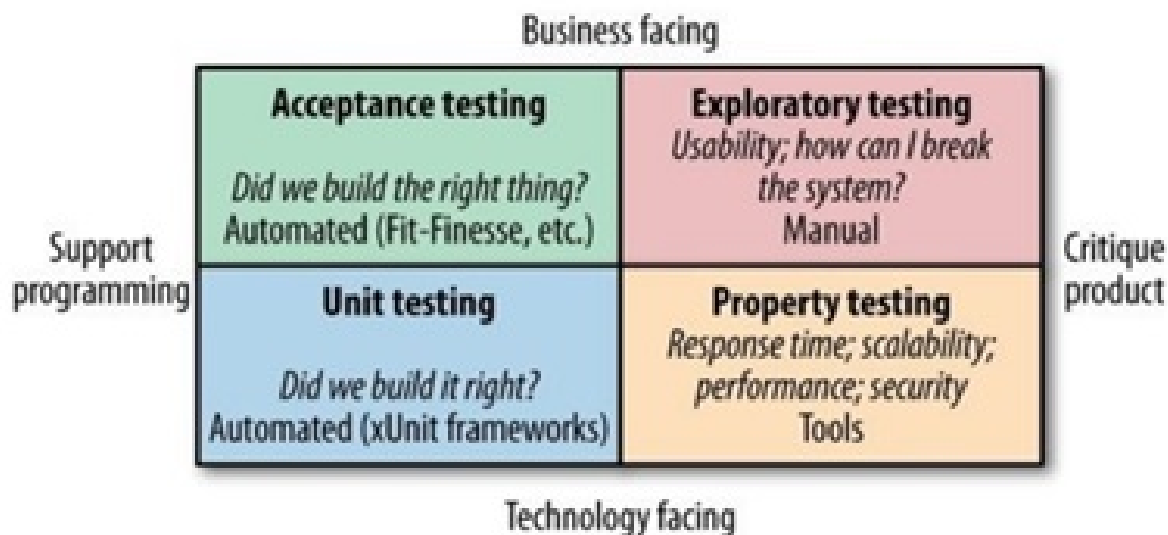 Business facing
Acceptance testing
Did we build the right thing?
Automated (Fit-Finesse, etc.)
Exploratory testing
Usability; how can I break
the system?
Manual
Support
programming
Critique
product
Unit testing
Did we build it right?
Automated (xUnit frameworks)
Property testing
Response time; scalability;
performance; security
Tools
Technology facing